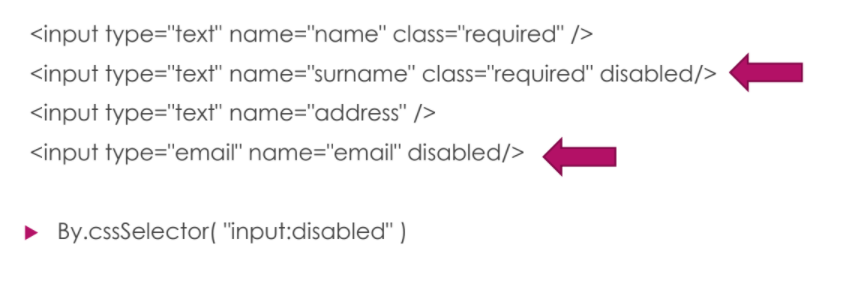 <input type="text" name="name" class="required" />
<input type="text" name="surname" class="required" disabled/>
<input type="text" name="address" />
<input type="email" name="email" disabled/>
By.cssSelector( "input:disabled" )